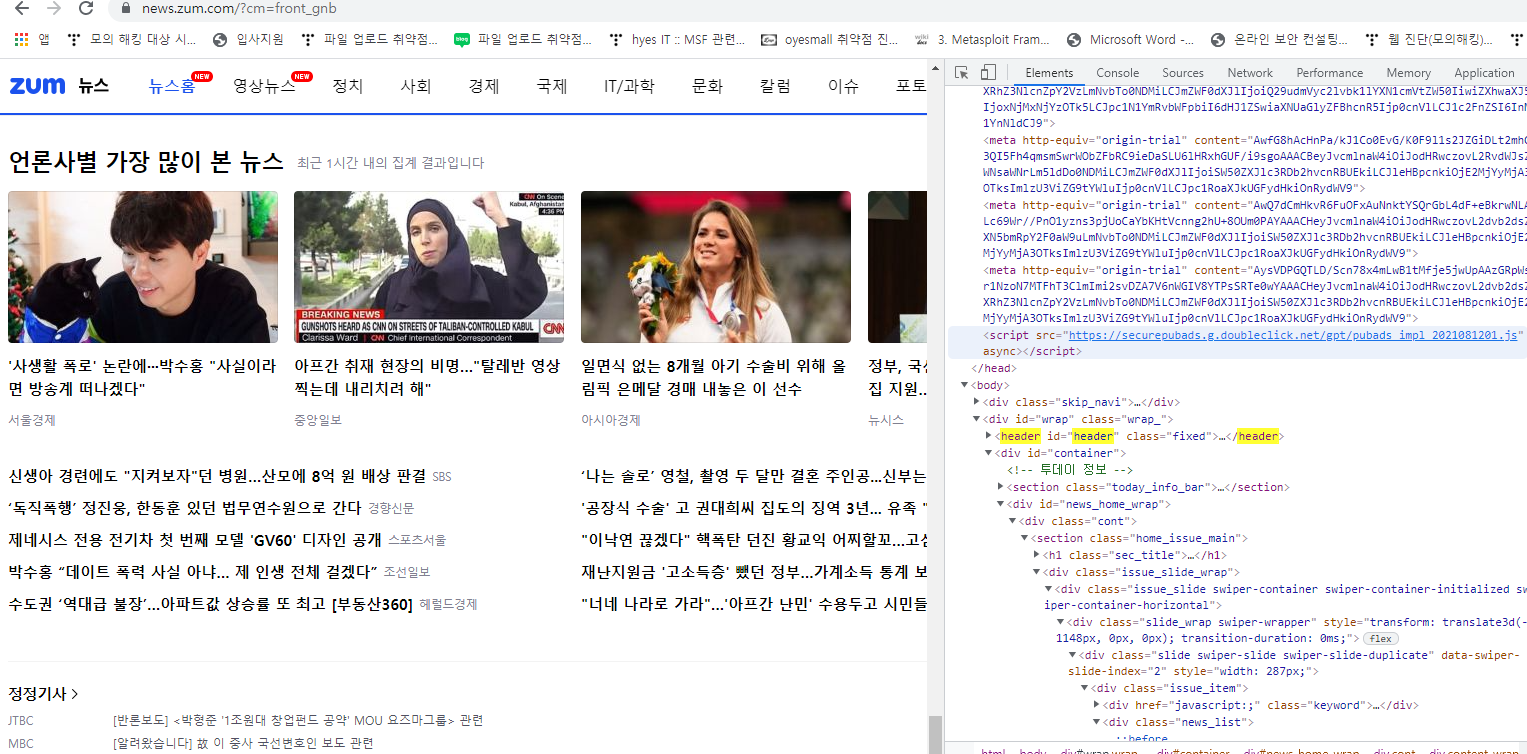 news.zum.com/?cm=front_gnb
앱 모의 해킹 대상 시... 입사지원 파일 업로드 취약점... 파일 업로드 취약점... hyes IT :: MSF 관련... oyesmall 취약점 진... 3. Metasploit Fram... Microsoft Word -... 온라인 보안 컨설팅... 웹 진단(모의해킹)...
zum 뉴스 뉴스홈 NEW 영상뉴스 NEW 정치 사회 경제 국제 IT/과학 문화 칼럼 이슈 포토
언론사별 가장 많이 본 뉴스 최근 1시간 내의 집계 결과입니다
CNN On Scene
Kabul, Afghanistan
4:36 PM
BREAKING NEWS
GUNSHOTS HEARD AS CNN ON STREETS OF TALIBAN-CONTROLLED KABUL
CNN
Clarissa Ward | CNN Chief International Correspondent
'사생활 폭로' 논란에…박수홍 "사실이라
면 방송계 떠나겠다"
서울경제
아프간 취재 현장의 비명..."탈레반 영상
찍는데 내리치려 해"
중앙일보
일면식 없는 8개월 아기 수술비 위해 올
림픽 은메달 경매 내놓은 이 선수
아시아경제
정부, 국
집 지원..
뉴시스
신생아 경련에도 "지켜보자"던 병원...산모에 8억 원 배상 판결 SBS
‘독직폭행’ 정진웅, 한동훈 있던 법무연수원으로 간다 경향신문
제네시스 전용 전기차 첫 번째 모델 'GV60' 디자인 공개 스포츠서울
박수홍 “데이트 폭력 사실 아냐... 제 인생 전체 걸겠다” 조선일보
수도권 ‘역대급 불장’...아파트값 상승률 또 최고 [부동산360] 헤럴드경제
‘나는 솔로’ 영철, 촬영 두 달만 결혼 주인공...신부는
'공장식 수술' 고 권대희씨 집도의 징역 3년... 유족 "
"이낙연 끊겠다" 핵폭탄 던진 황교익 어찌할꼬...고심
재난지원금 '고소득층' 뺐던 정부...가계소득 통계 보
"너네 나라로 가라"...'아프간 난민' 수용두고 시민들
정정기사 >
JTBC [반론보도] <박형준 '1조원대 창업펀드 공약' MOU 요즈마그룹> 관련
MBC [알려왔습니다] 故 이 중사 국선변호인 보도 관련
Elements Console Sources Network Performance Memory Application
1YnNldCJ9">
<meta http-equiv="origin-trial" content="
OTksImlzU3ViZG9tYWluIjp0cnVlLCJpc1RoaXJkUGFydHkiOnRydWV9">
<meta http-equiv="origin-trial" content="
MjYyMjA3OTksImlzU3ViZG9tYWluIjp0cnVlLCJpc1RoaXJkUGFydHkiOnRydWV9">
<meta http-equiv="origin-trial" content="
MjYyMjA3OTksImlzU3ViZG9tYWluIjp0cnVlLCJpc1RoaXJkUGFydHkiOnRydWV9">
<script src="https://securepubads.g.doubleclick.net/gpt/pubads_impl_2021081201.js"
async></script>
</head>
<body>
<div class="skip_navi">…</div>
<div id="wrap" class="wrap_">
<header id="header" class="fixed">…</header>
<div id="container">
<!-- 투데이 정보 -->
<section class="today_info_bar">…</section>
<div id="news_home_wrap">
<div class="cont">
<section class="home_issue_main">
<h1 class="sec_title">…</h1>
<div class="issue_slide_wrap">
<div class="issue_slide swiper-container swiper-container-initialized sw
iper-container-horizontal">
<div class="slide_wrap swiper-wrapper" style="transform: translate3d(-
1148px, 0px, 0px); transition-duration: 0ms;"> flex
<div class="slide swiper-slide swiper-slide-duplicate" data-swiper-
slide-index="2" style="width: 287px;">
<div class="issue_item">
<div href="javascript:;" class="keyword">…</div>
<div class="news_list">
::before